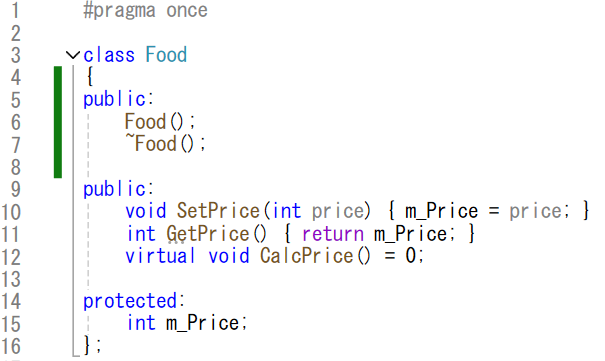 1 #pragma once
2
3 class Food
4 {
5 public:
6     Food();
7     ~Food();
8
9 public:
10     void SetPrice(int price) { m_Price = price; }
11     int GetPrice() { return m_Price; }
12     virtual void CalcPrice() = 0;
13
14 protected:
15     int m_Price;
16 };